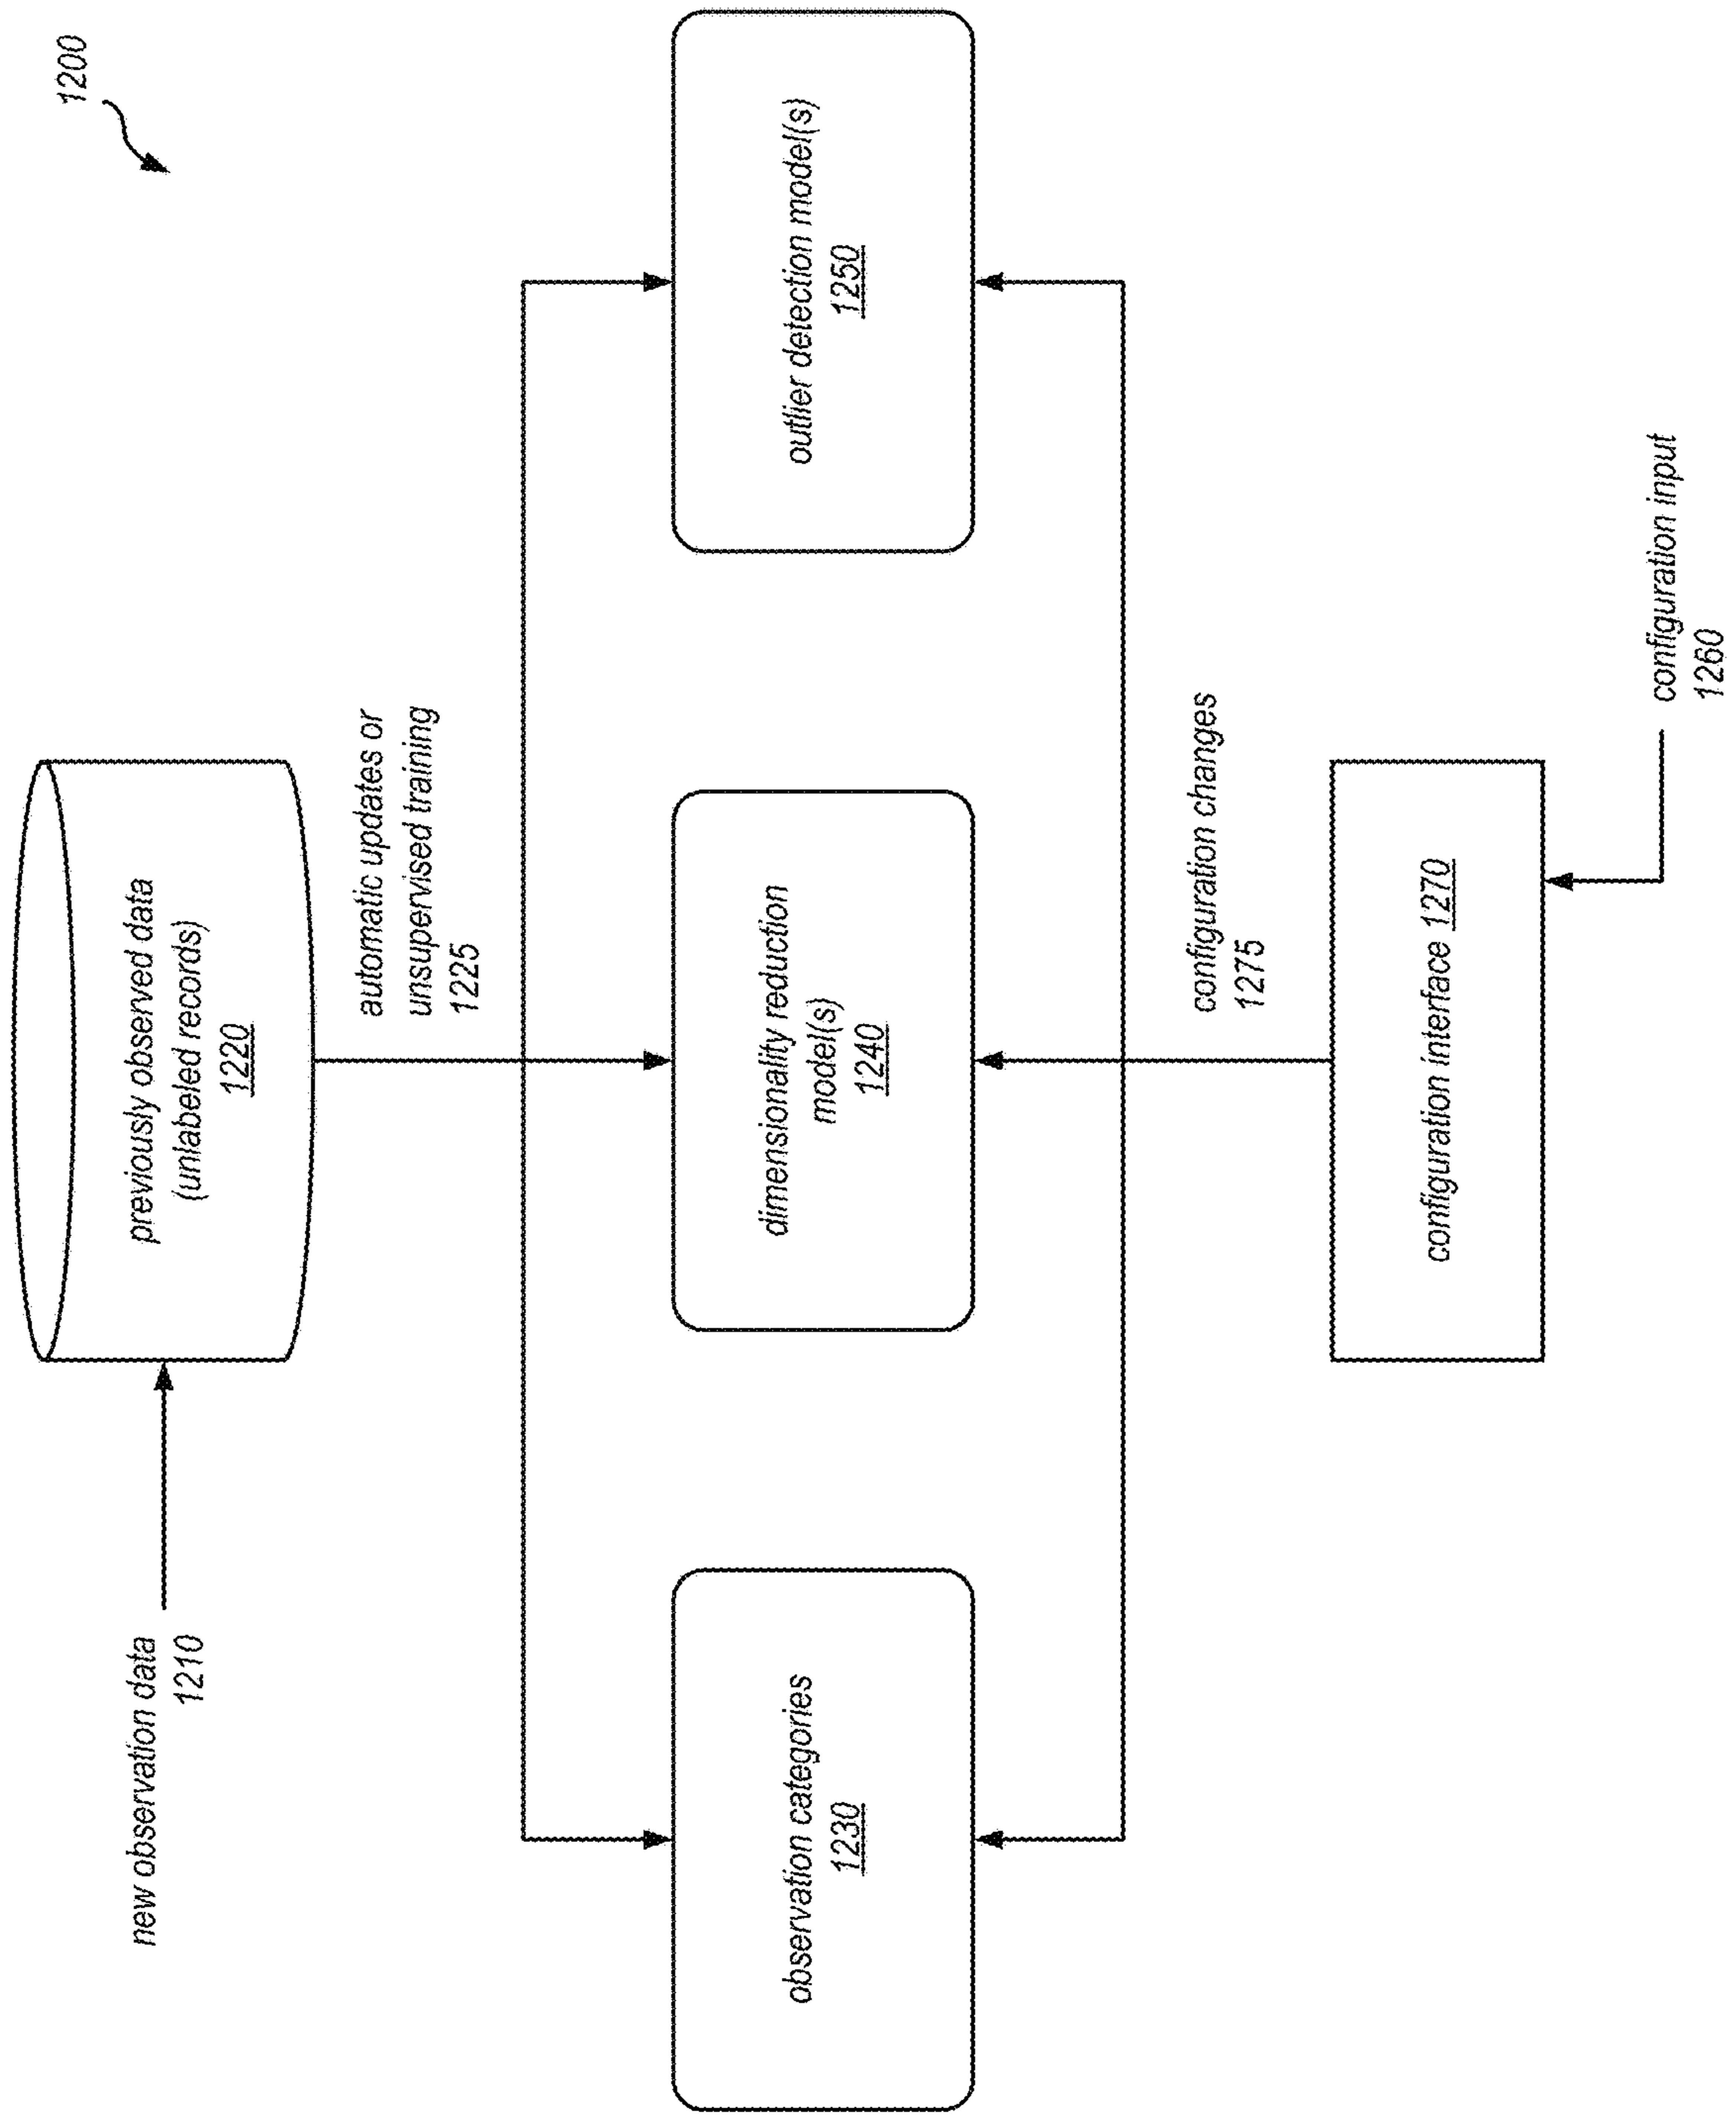 1200
new observation data
1210
previously observed data
(unlabeled records)
1220
automatic updates or
unsupervised training
1225
observation categories
1230
dimensionality reduction
model(s)
1240
outlier detection model(s)
1250
configuration changes
1275
configuration interface 1270
configuration input
1260